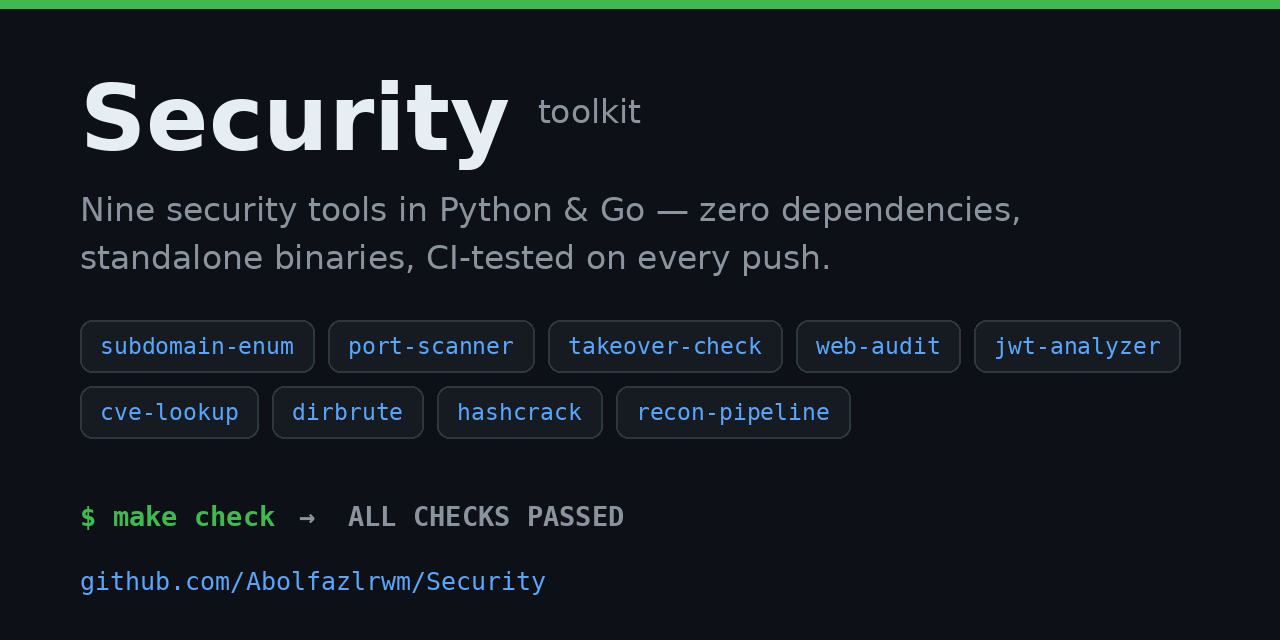 Security toolkit
Nine security tools in Python & Go — zero dependencies,
standalone binaries, CI-tested on every push.
subdomain-enum port-scanner takeover-check web-audit jwt-analyzer
cve-lookup dirbrute hashcrack recon-pipeline
$ make check → ALL CHECKS PASSED
github.com/Abolfazlrwm/Security